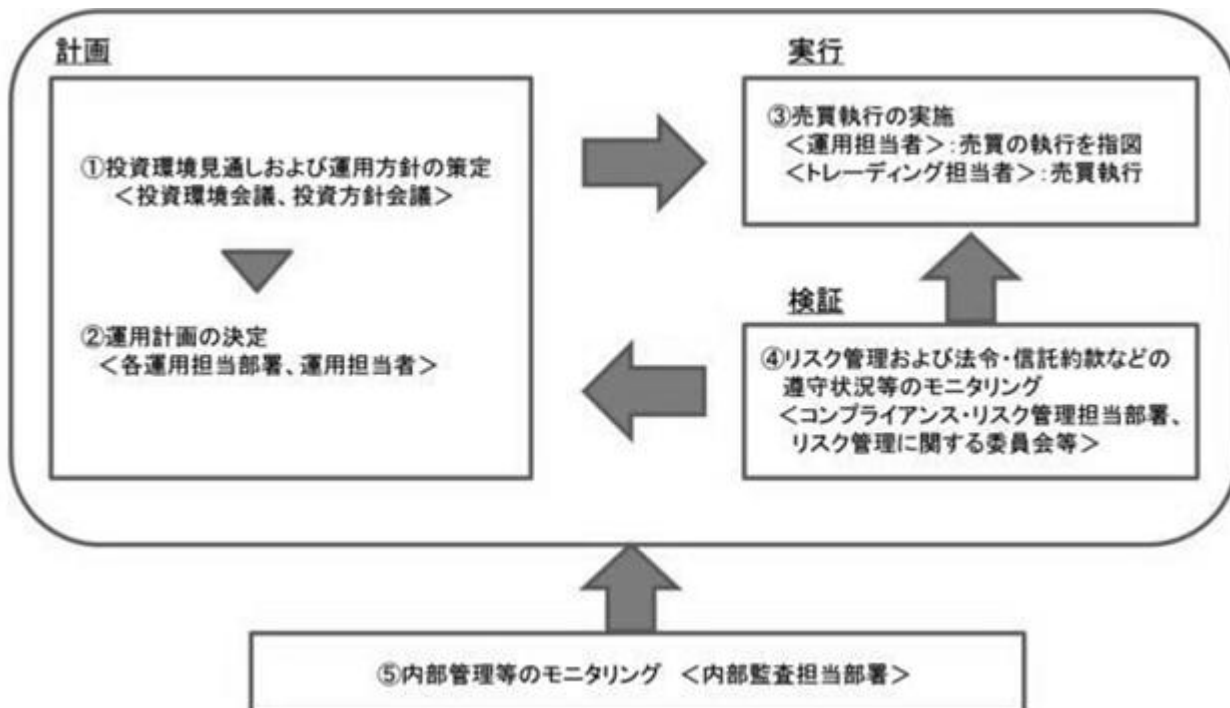 計画
①投資環境見通しおよび運用方針の策定
＜投資環境会議、投資方針会議＞
②運用計画の決定
＜各運用担当部署、運用担当者＞
実行
③売買執行の実施
＜運用担当者＞：売買の執行を指図
＜トレーディング担当者＞：売買執行
検証
④リスク管理および法令・信託約款などの
遵守状況等のモニタリング
＜コンプライアンス・リスク管理担当部署、
リスク管理に関する委員会等＞
⑤内部管理等のモニタリング ＜内部監査担当部署＞